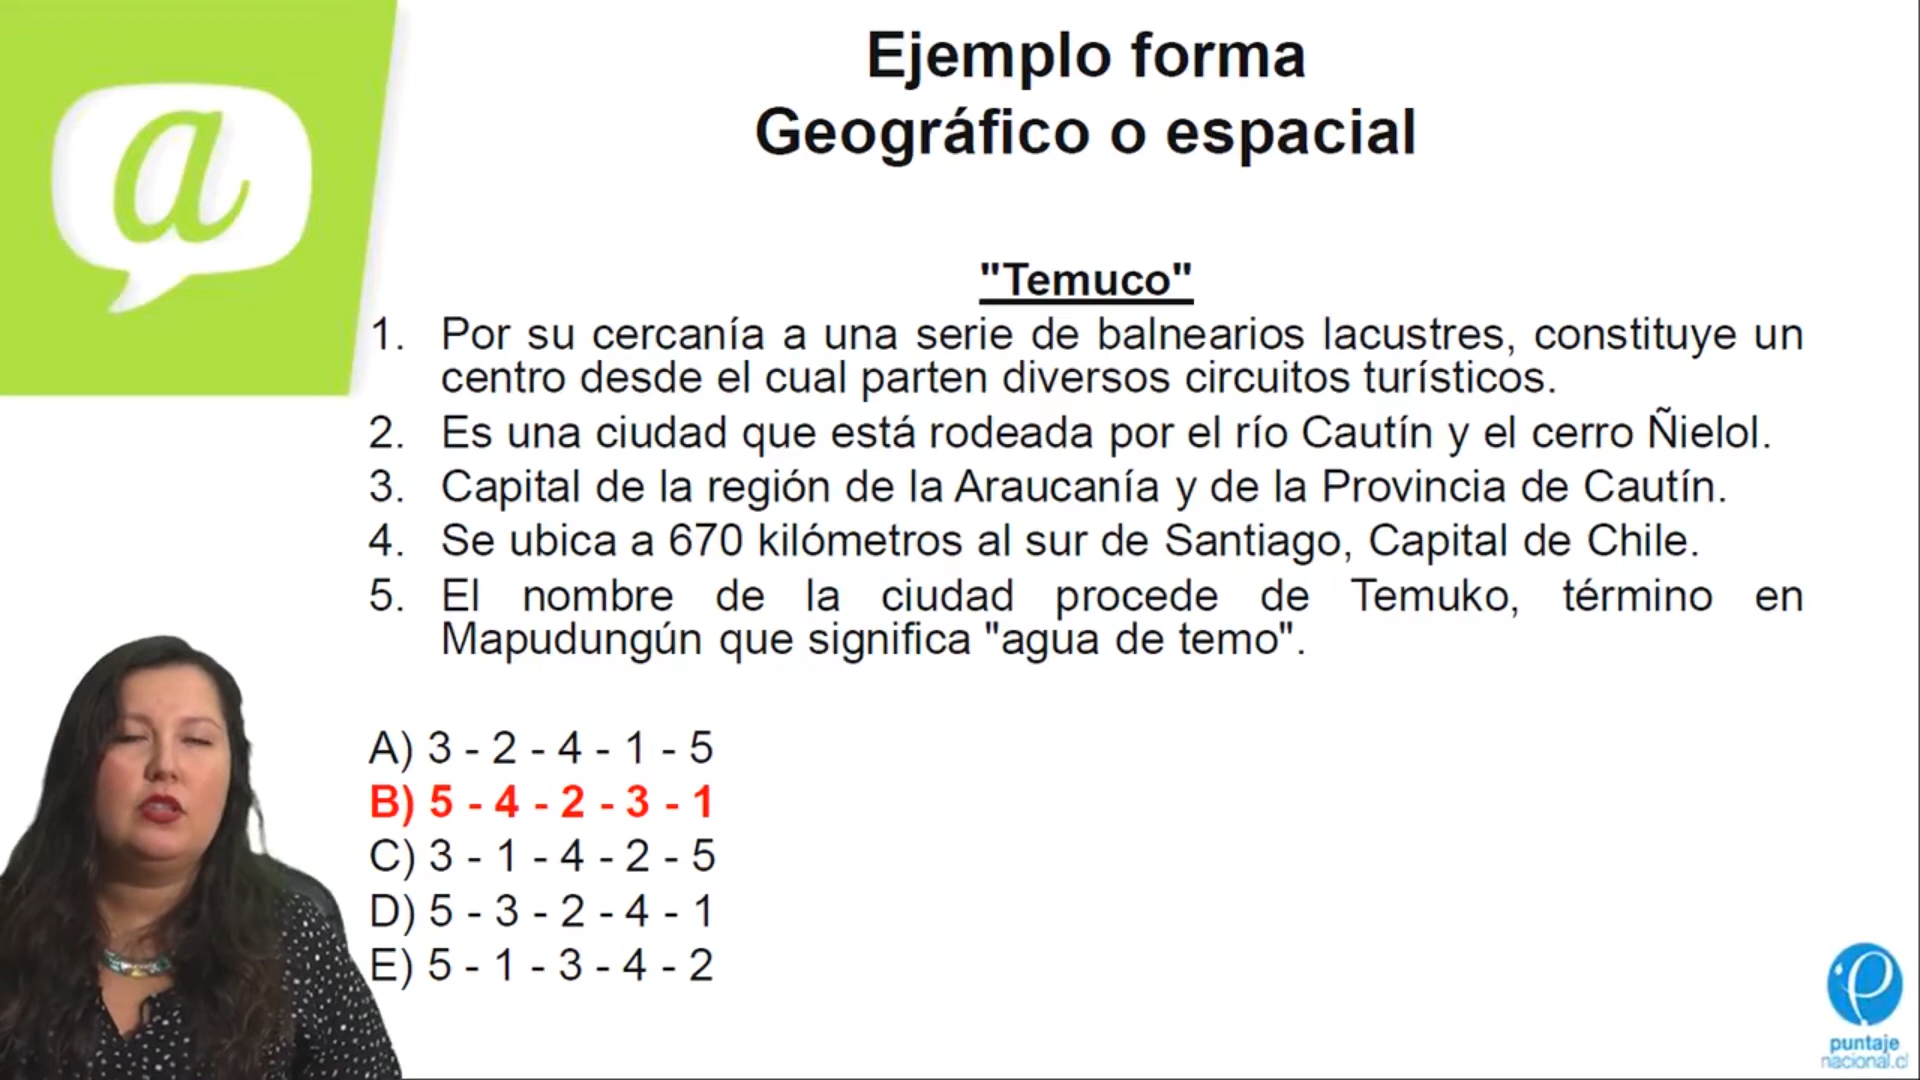 a
Ejemplo forma
Geográfico o espacial
"Temuco"
1. Por su cercanía a una serie de balnearios lacustres, constituye un
centro desde el cual parten diversos circuitos turísticos.
2. Es una ciudad que está rodeada por el río Cautín y el cerro Ñielol.
3. Capital de la región de la Araucanía y de la Provincia de Cautín.
4. Se ubica a 670 kilómetros al sur de Santiago, Capital de Chile.
5. El nombre de la ciudad procede de Temuko, término en
Mapudungún que significa "agua de temo".
A) 3 - 2 - 4 - 1 - 5
B) 5 - 4 - 2 - 3 - 1
C) 3 - 1 - 4 - 2 - 5
D) 5 - 3 - 2 - 4 - 1
E) 5 - 1 - 3 - 4 - 2
puntaje
nacional.cl